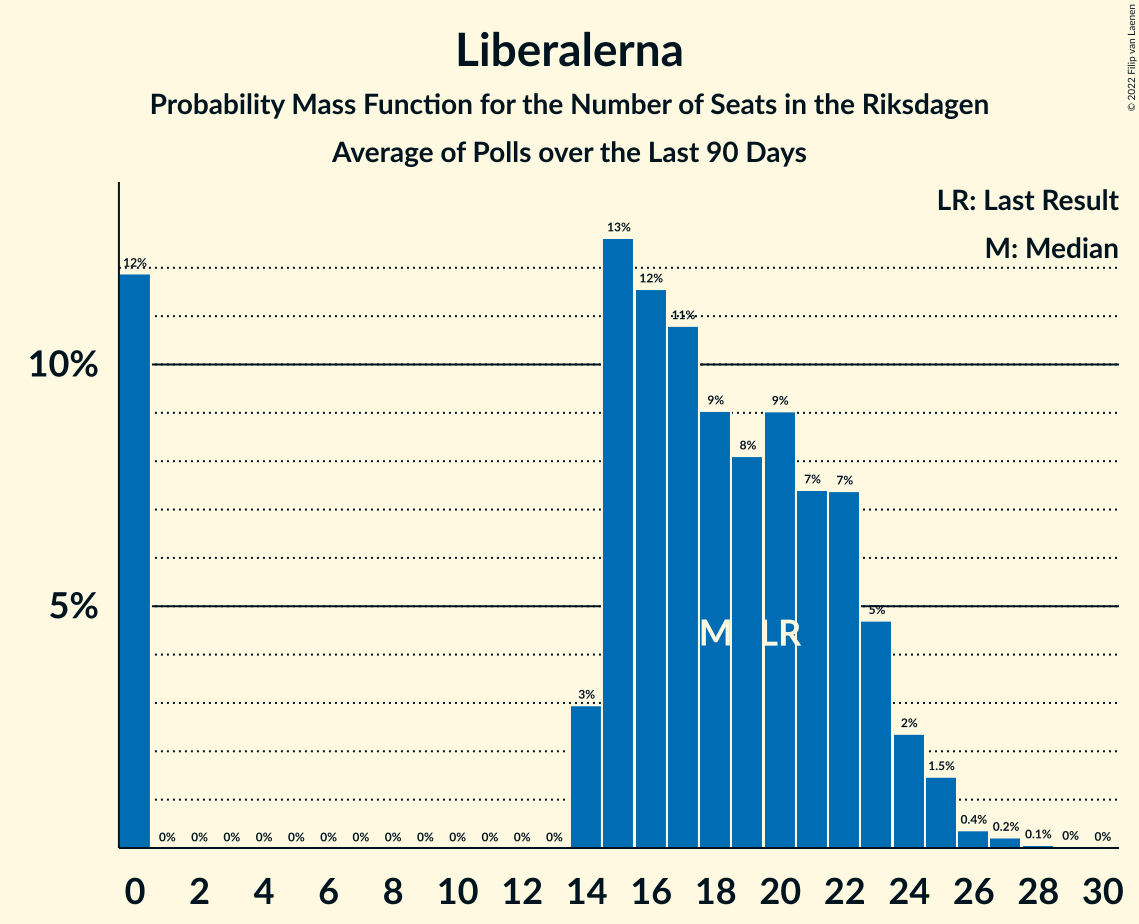 Liberalerna
Probability Mass Function for the Number of Seats in the Riksdagen
Average of Polls over the Last 90 Days
© 2022 Filip van Laenen
LR: Last Result
M: Median
10%
5%
12% 0% 0% 0% 0% 0% 0% 0% 0% 0% 0% 0% 0% 0% 3% 13% 12% 11% 9% 8% 9% 7% 7% 5% 2% 1.5% 0.4% 0.2% 0.1% 0% 0%
M LR
0 2 4 6 8 10 12 14 16 18 20 22 24 26 28 30